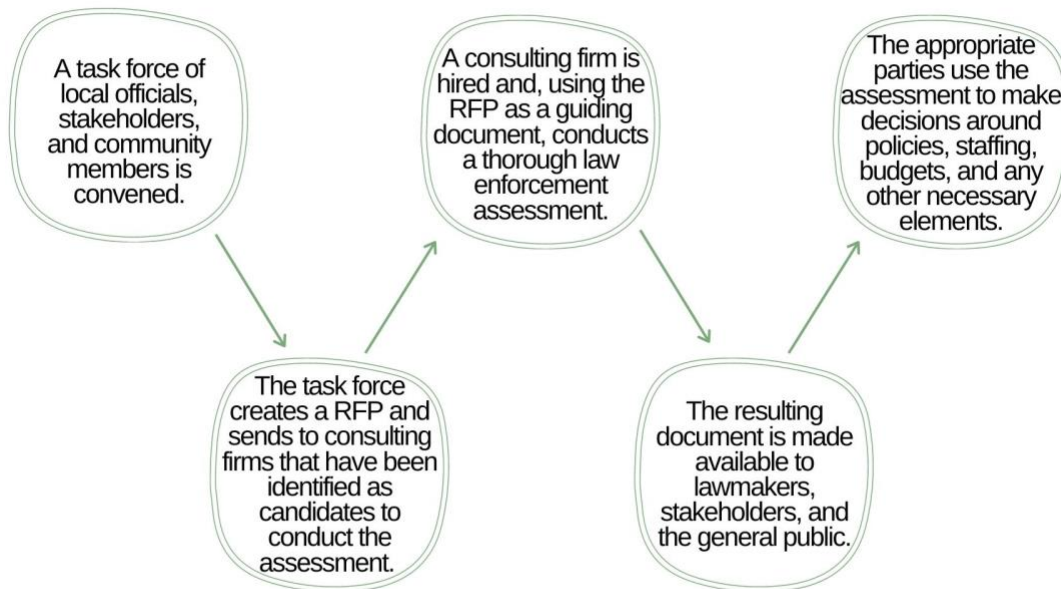 A task force of
local officials,
stakeholders,
and community
members is
convened.
The task force
creates a RFP and
sends to consulting
firms that have been
identified as
candidates to
conduct the
assessment.
A consulting firm is
hired and, using the
RFP as a guiding
document, conducts
a thorough law
enforcement
assessment.
The resulting
document is made
available to
lawmakers,
stakeholders, and
the general public.
The appropriate
parties use the
assessment to make
decisions around
policies, staffing,
budgets, and any
other necessary
elements.